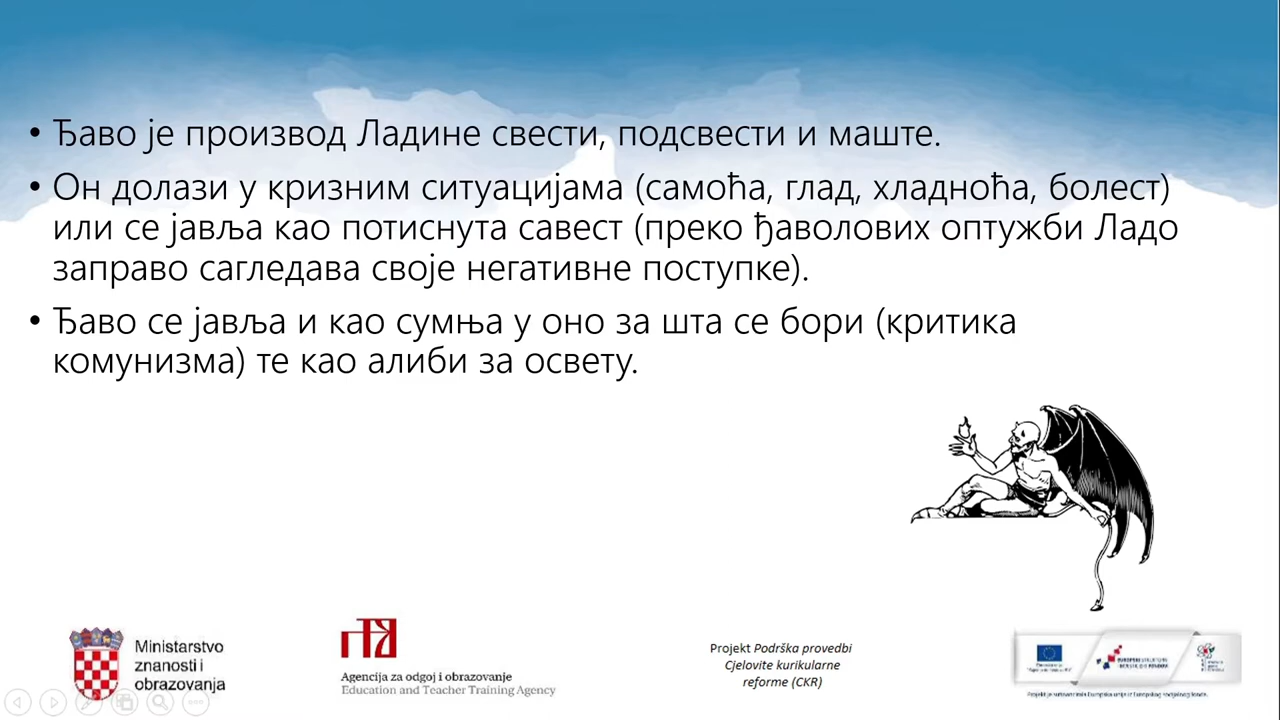 • Ђаво је производ Ладине свести, подсвести и маште.
• Он долази у кризним ситуацијама (самоћа, глад, хладноћа, болест)
или се јавља као потиснута савест (преко ђаволових оптужби Ладо
заправо сагледава своје негативне поступке).
• Ђаво се јавља и као сумња у оно за шта се бори (критика
комунизма) те као алиби за освету.
Ministarstvo
znanosti i
obrazovanja
Agencija za odgoj i obrazovanje
Education and Teacher Training Agency
Projekt Podrška provedbi
Cjelovite kurikularne
reforme (CKR)